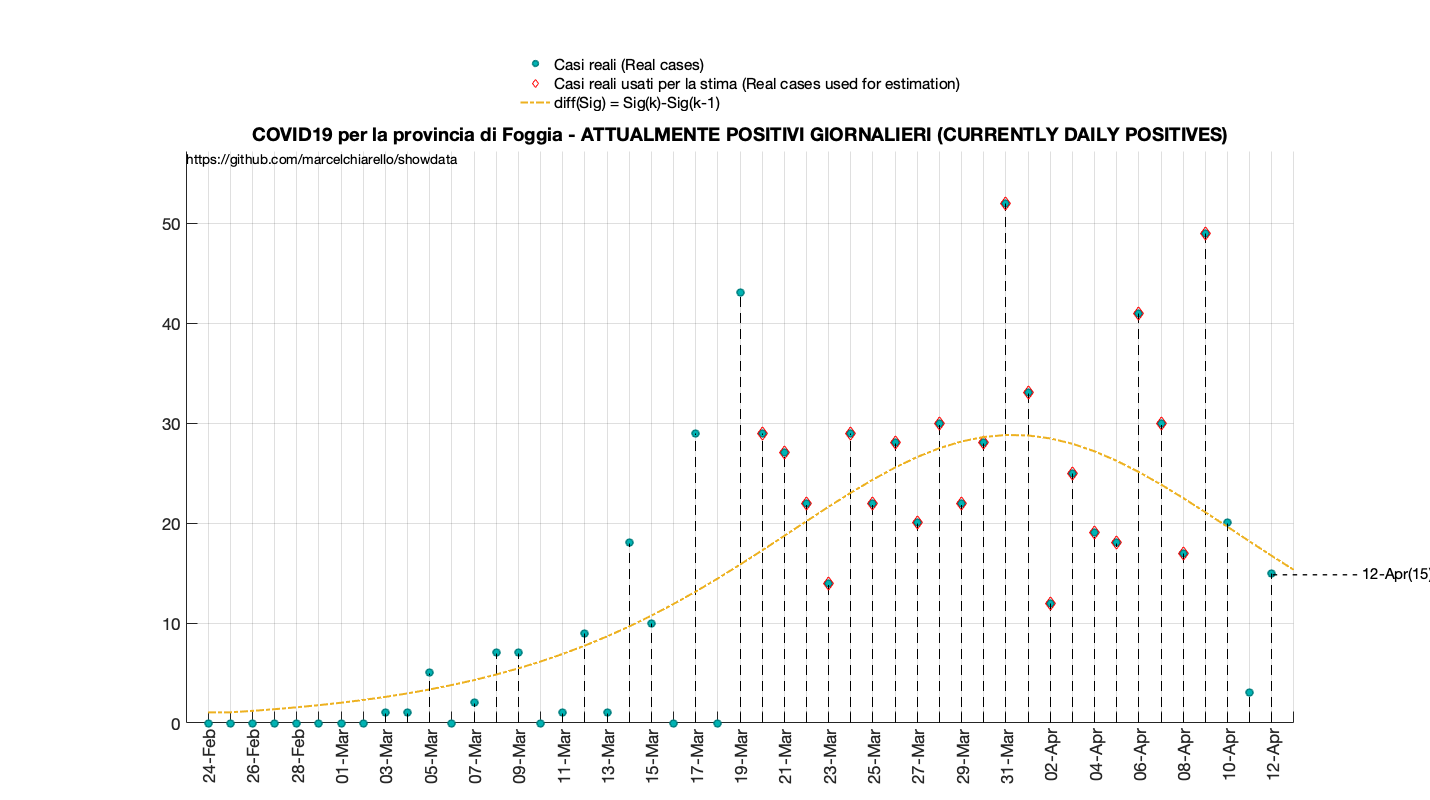 Casi reali (Real cases)
Casi reali usati per la stima (Real cases used for estimation)
diff(Sig) = Sig(k)-Sig(k-1)
COVID19 per la provincia di Foggia - ATTUALMENTE POSITIVI GIORNALIERI (CURRENTLY DAILY POSITIVES)
https://github.com/marcelchiarello/showdata
50
40
30
20
10
0
12-Apr(15)
24-Feb
26-Feb
28-Feb
01-Mar
03-Mar
05-Mar
07-Mar
09-Mar
11-Mar
13-Mar
15-Mar
17-Mar
19-Mar
21-Mar
23-Mar
25-Mar
27-Mar
29-Mar
31-Mar
02-Apr
04-Apr
06-Apr
08-Apr
10-Apr
12-Apr